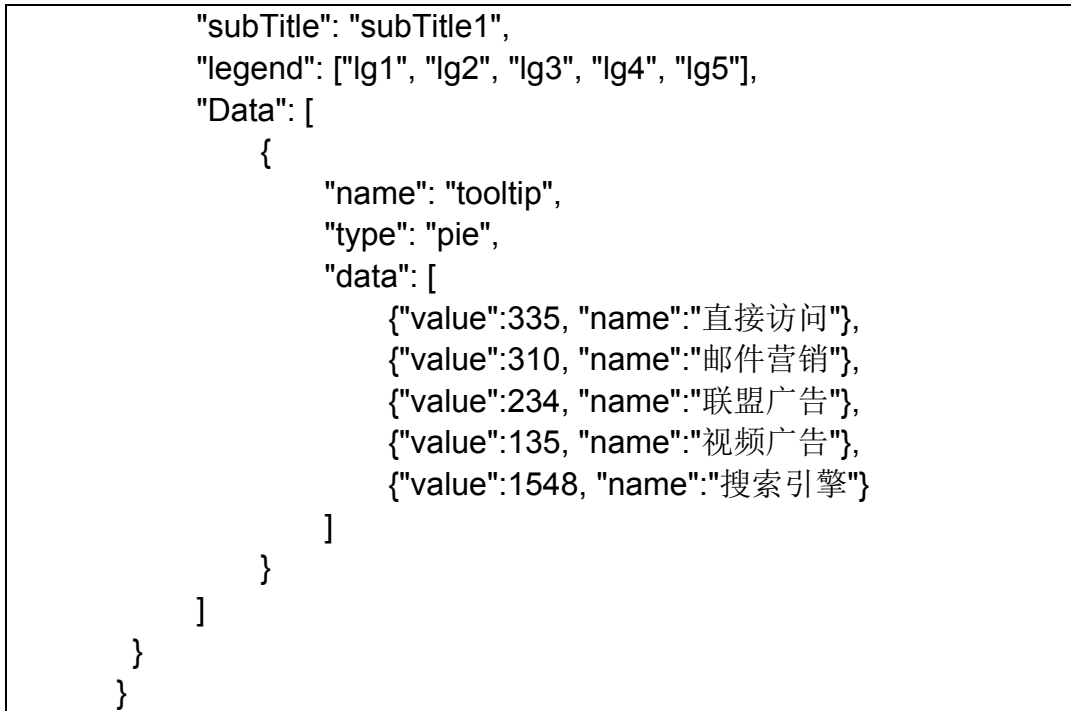 "subTitle": "subTitle1",
"legend": ["lg1", "lg2", "lg3", "lg4", "lg5"],
"Data": [
{
"name": "tooltip",
"type": "pie",
"data": [
{"value":335, "name":"直接访问"},
{"value":310, "name":"邮件营销"},
{"value":234, "name":"联盟广告"},
{"value":135, "name":"视频广告"},
{"value":1548, "name":"搜索引擎"}
]
}
]
}
}